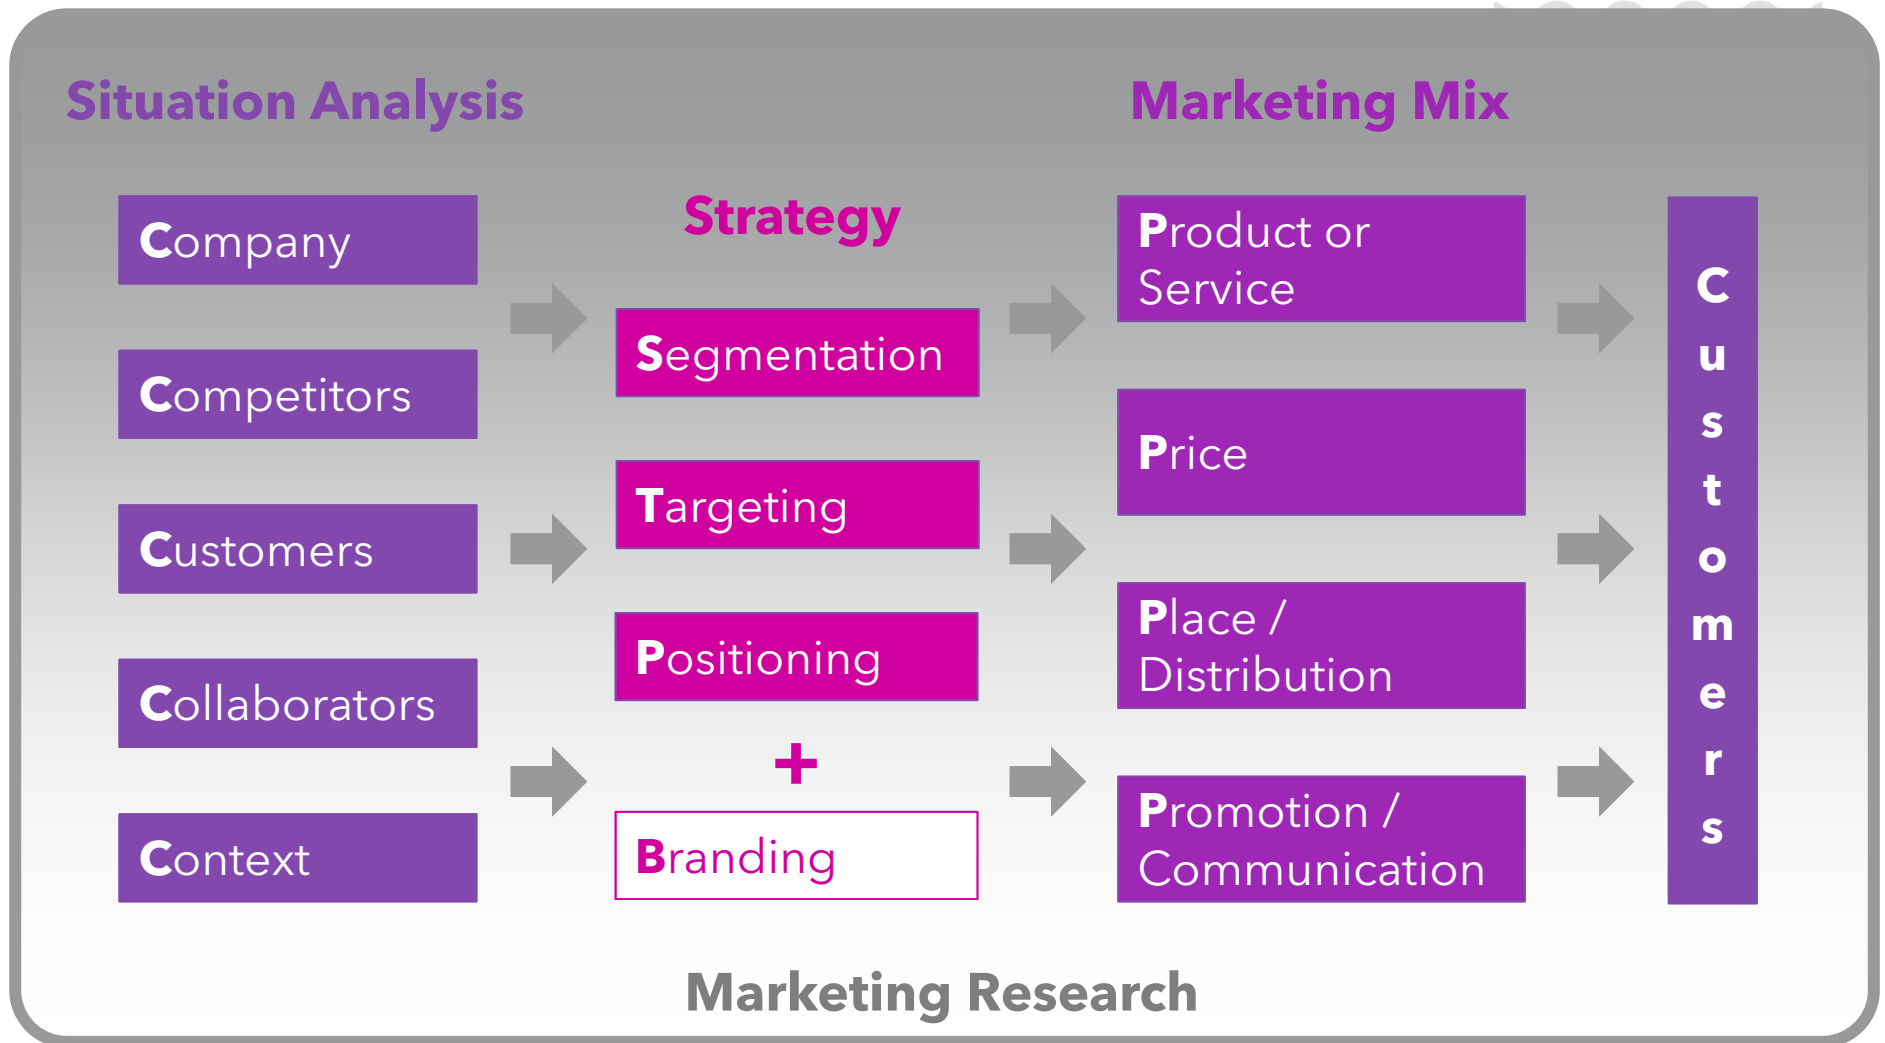 Situation Analysis
Company
Competitors
Customers
Collaborators
Context
Strategy
Segmentation
Targeting
Positioning
+
Branding
Marketing Mix
Product or
Service
Price
Place /
Distribution
Promotion /
Communication
Customers
Marketing Research